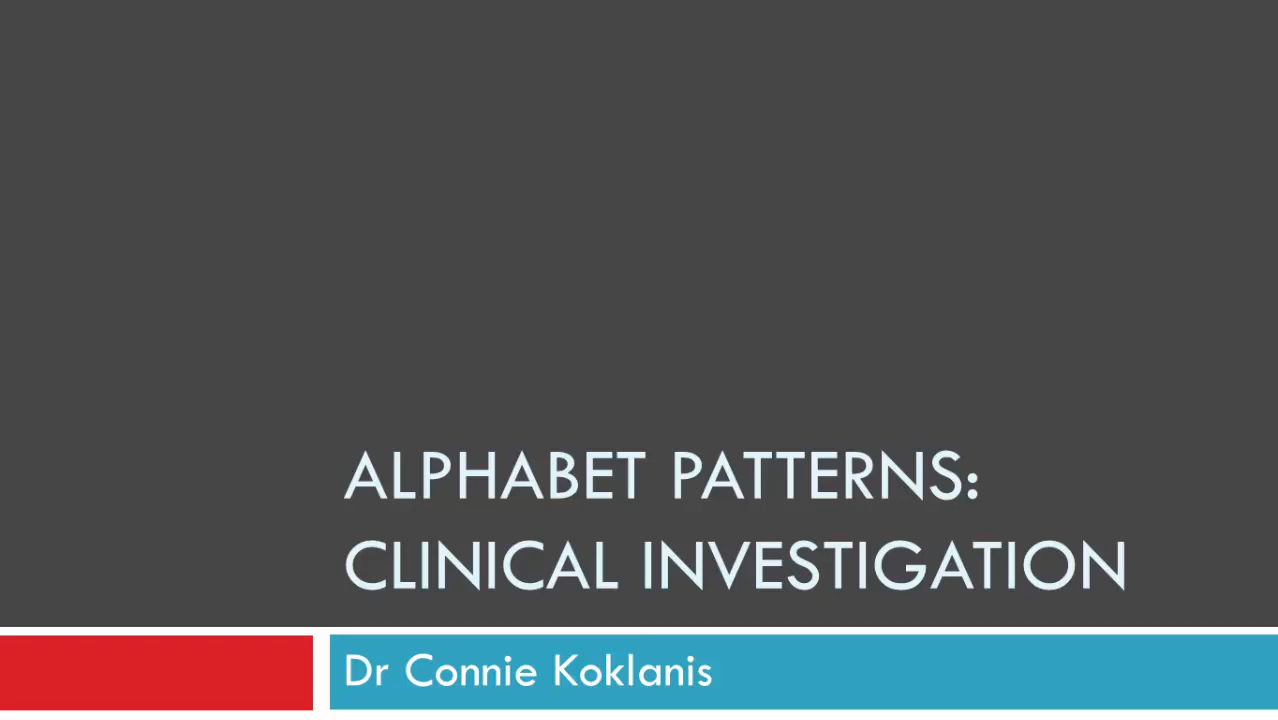 ALPHABET PATTERNS:
CLINICAL INVESTIGATION
Dr Connie Koklanis